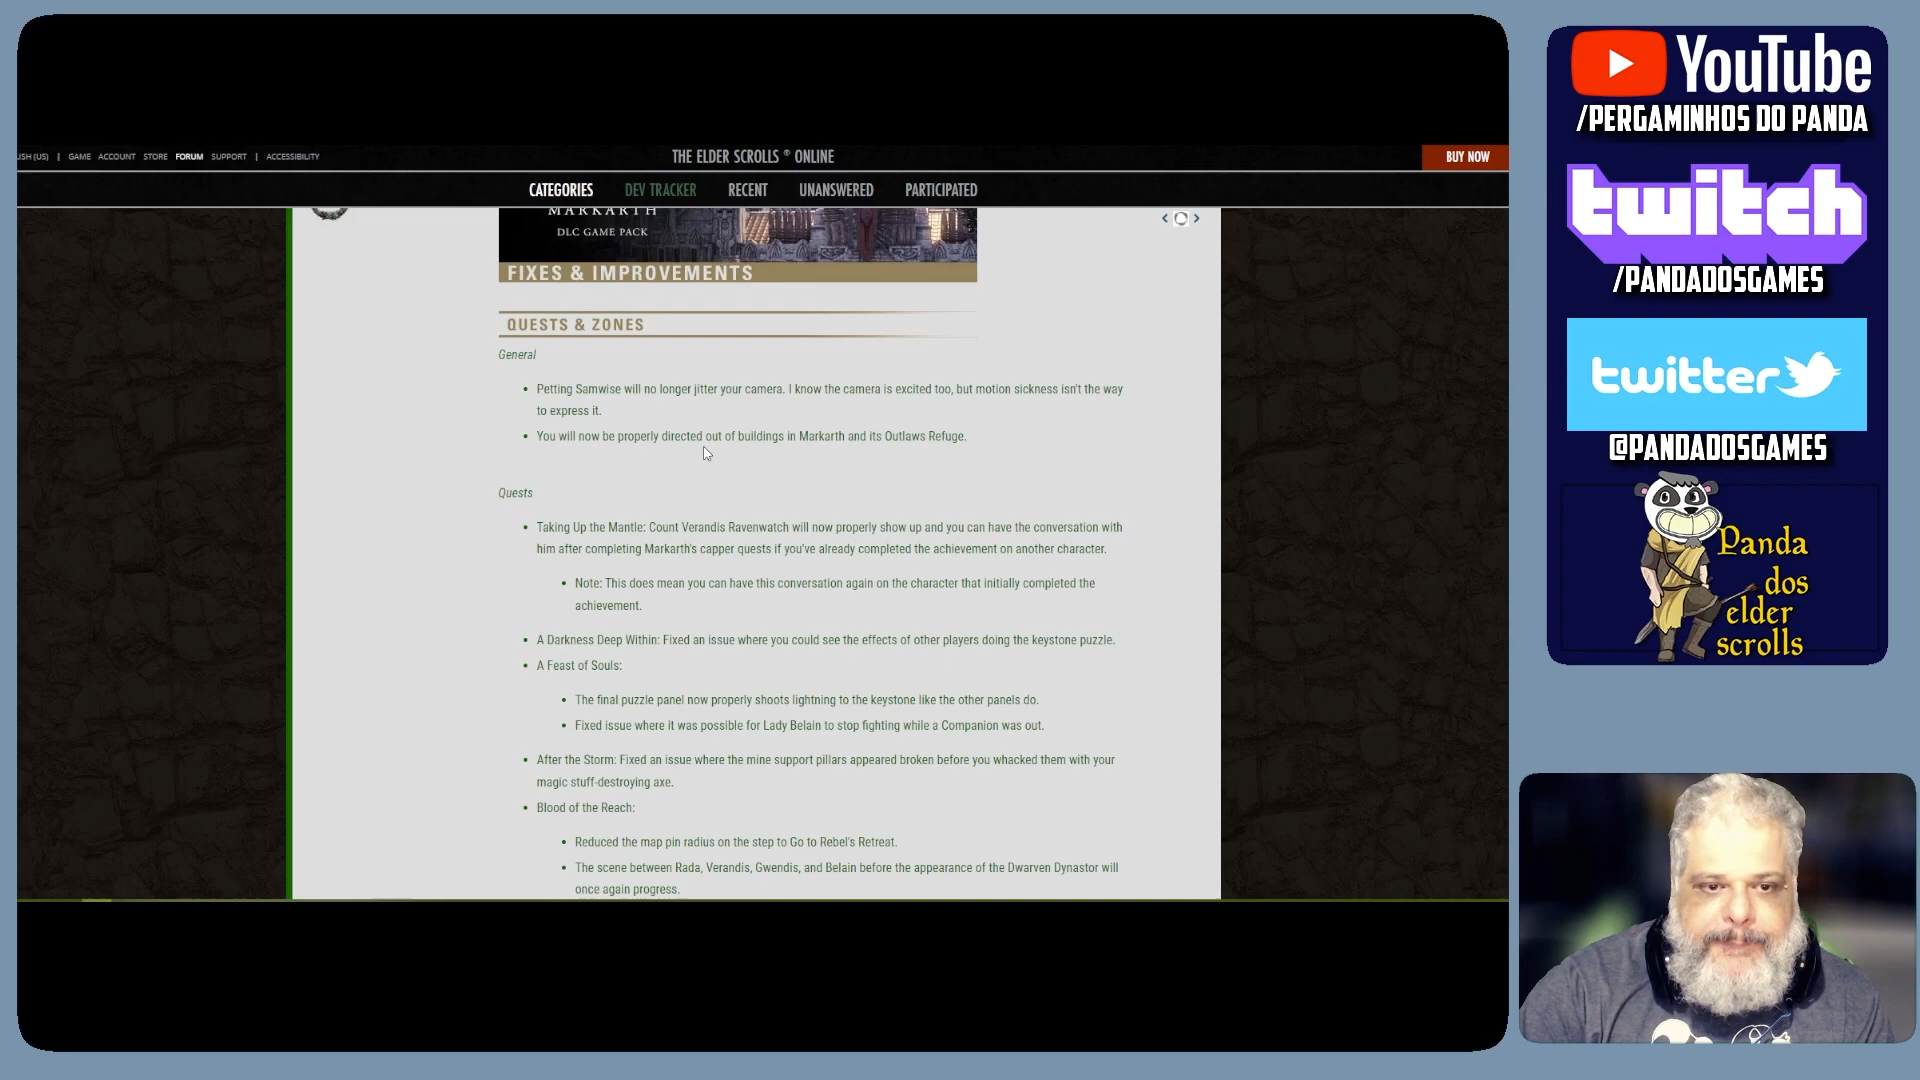 USH (US) | GAME ACCOUNT STORE FORUM SUPPORT | ACCESSIBILITY
THE ELDER SCROLLS ® ONLINE
BUY NOW
CATEGORIES DEV TRACKER RECENT UNANSWERED PARTICIPATED
MARKARTH
DLC GAME PACK
FIXES & IMPROVEMENTS
QUESTS & ZONES
General
• Petting Samwise will no longer jitter your camera. I know the camera is excited too, but motion sickness isn't the way
to express it.
• You will now be properly directed out of buildings in Markarth and its Outlaws Refuge.
Quests
• Taking Up the Mantle: Count Verandis Ravenwatch will now properly show up and you can have the conversation with
him after completing Markarth's capper quests if you've already completed the achievement on another character.
• Note: This does mean you can have this conversation again on the character that initially completed the
achievement.
• A Darkness Deep Within: Fixed an issue where you could see the effects of other players doing the keystone puzzle.
• A Feast of Souls:
• The final puzzle panel now properly shoots lightning to the keystone like the other panels do.
• Fixed issue where it was possible for Lady Belain to stop fighting while a Companion was out.
• After the Storm: Fixed an issue where the mine support pillars appeared broken before you whacked them with your
magic stuff-destroying axe.
• Blood of the Reach:
• Reduced the map pin radius on the step to Go to Rebel's Retreat.
• The scene between Rada, Verandis, Gwendis, and Belain before the appearance of the Dwarven Dynastor will
once again progress.
YouTube
/PERGAMINHOS DO PANDA
twitch
/PANDADOSGAMES
twitter
@PANDADOSGAMES
Panda
dos
elder
scrolls